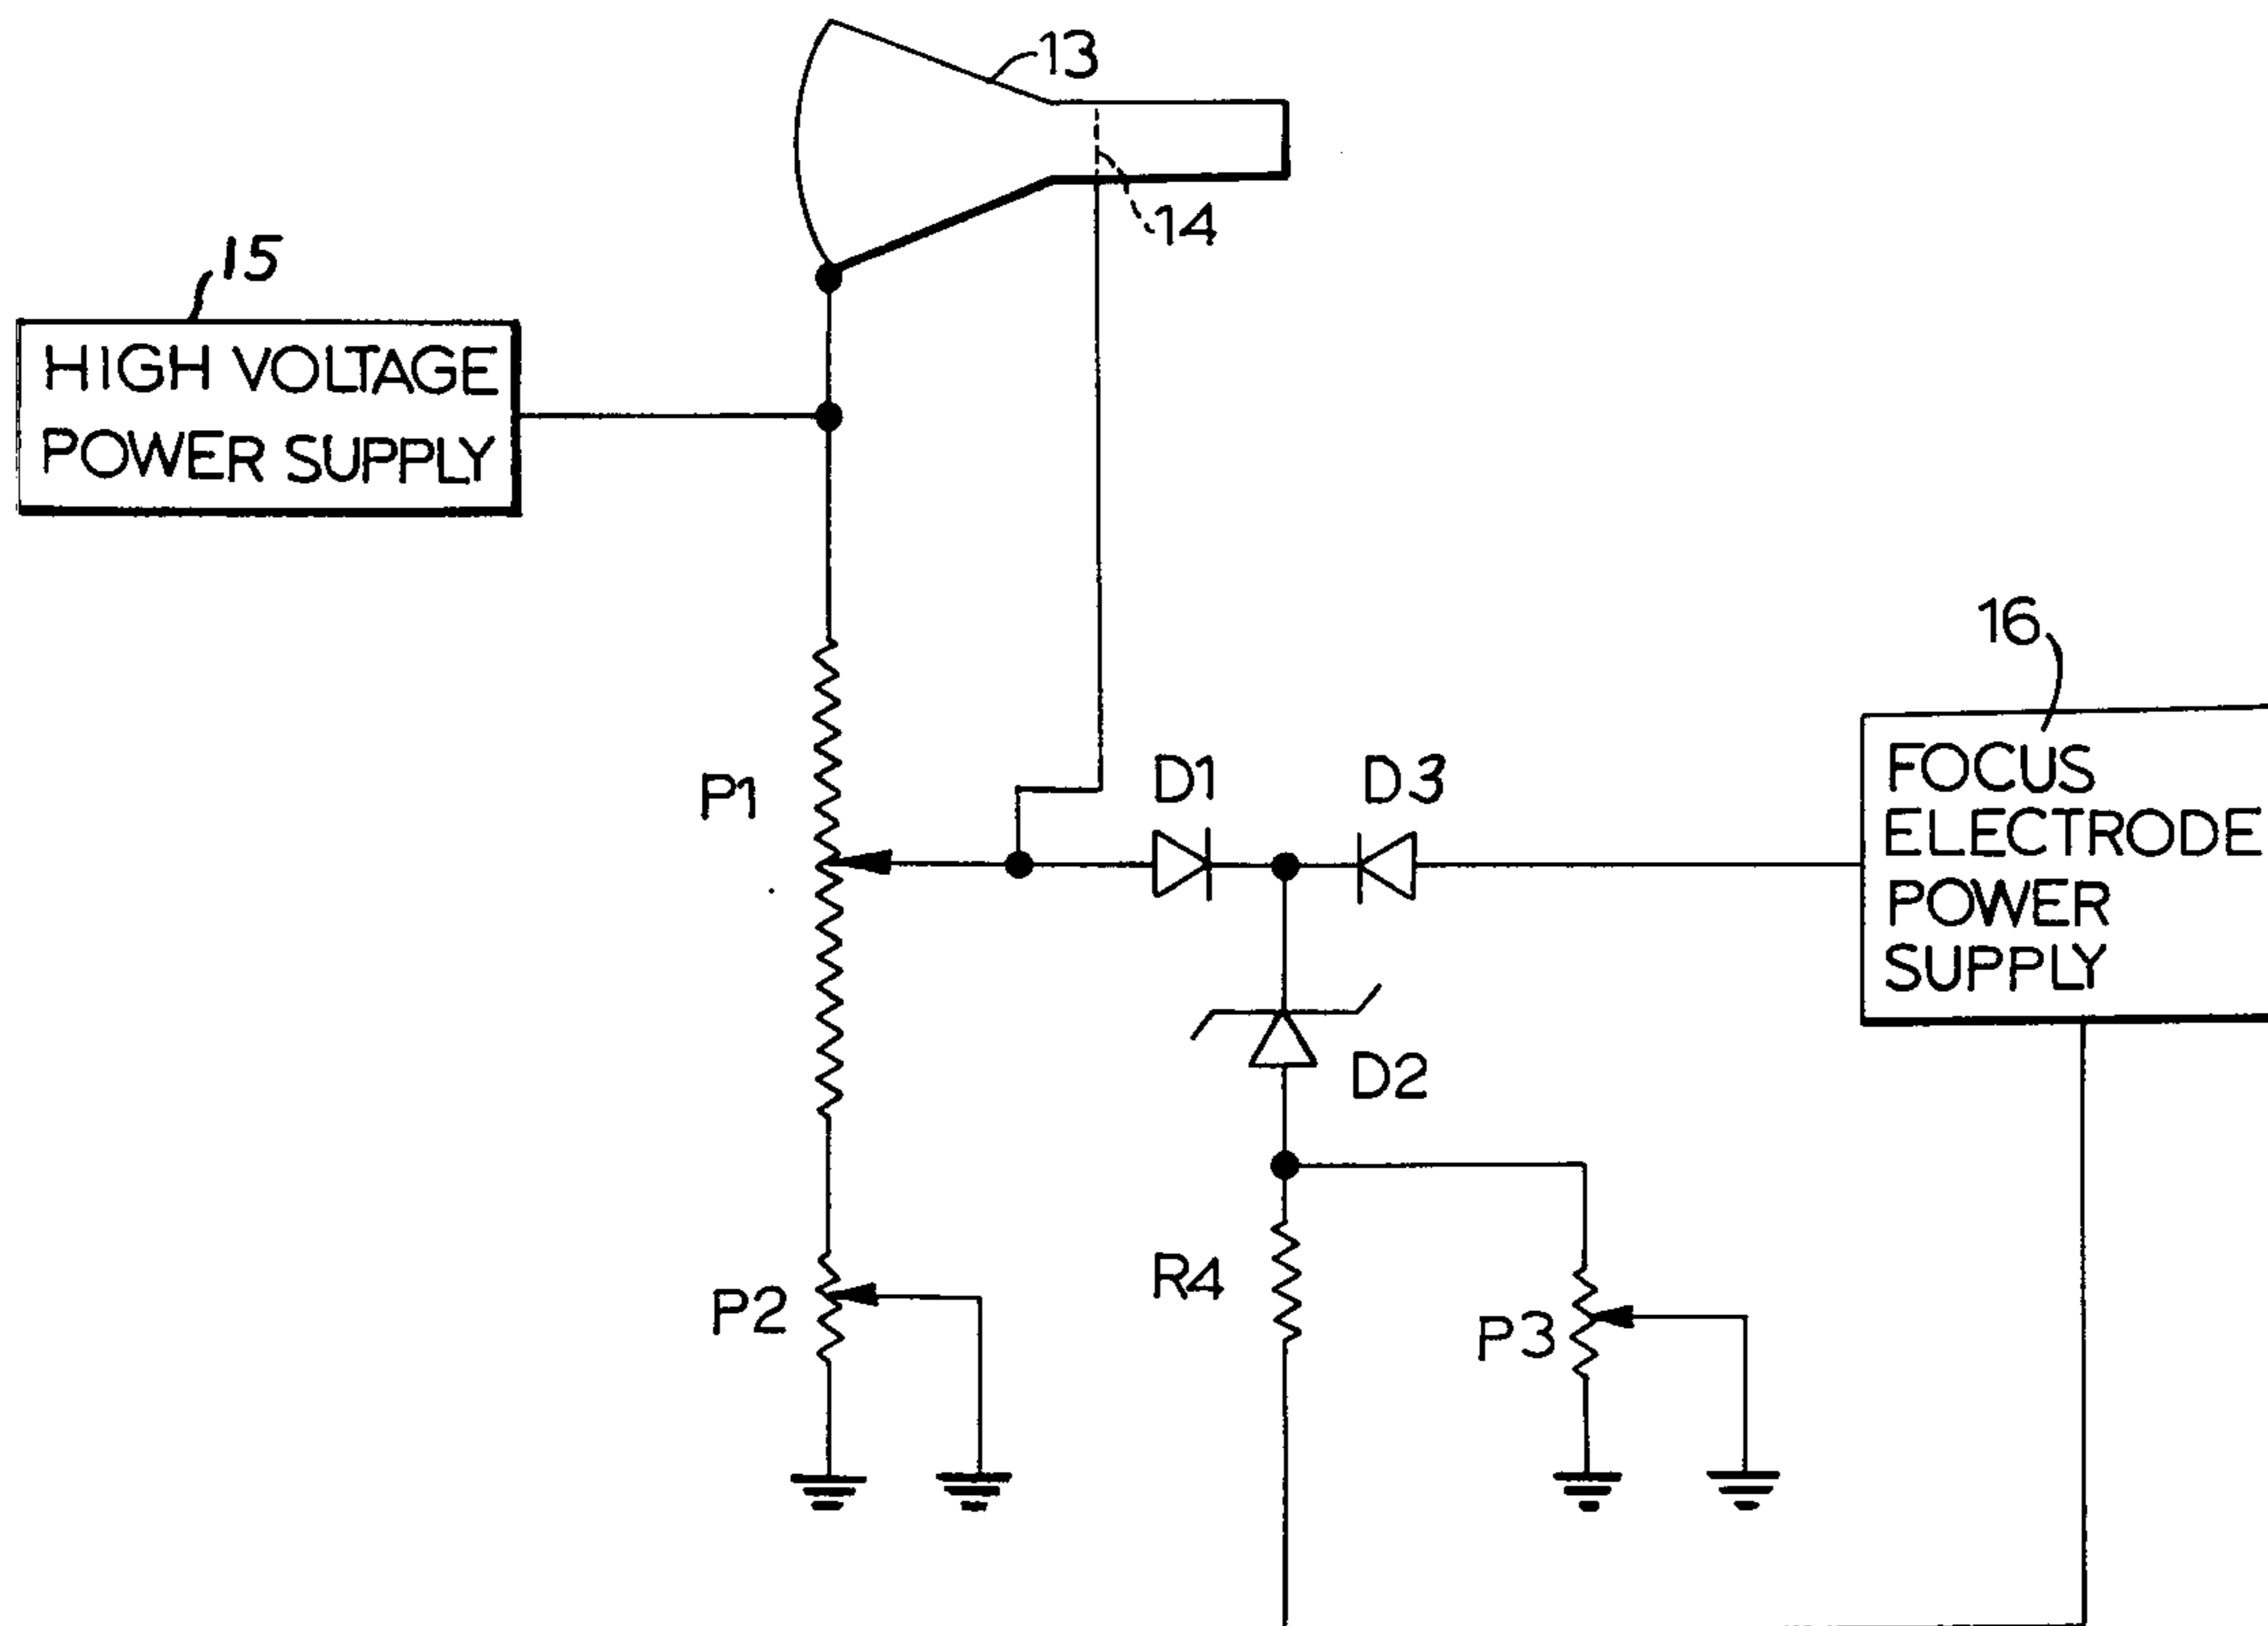 13
14
15
HIGH VOLTAGE
POWER SUPPLY
16
FOCUS
ELECTRODE
POWER
SUPPLY
P1
D1
D3
D2
R4
P2
P3